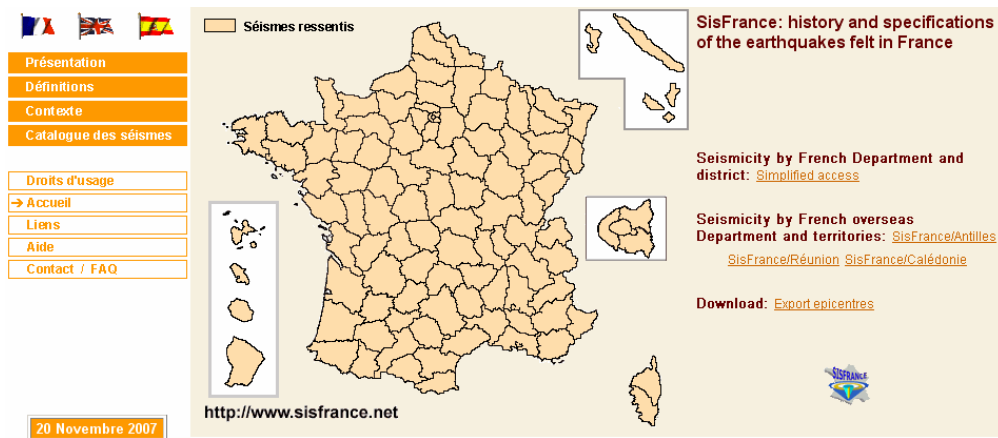 Présentation
Définitions
Contexte
Catalogue des séismes
Droits d'usage
→ Accueil
Liens
Aide
Contact / FAQ
20 Novembre 2007
Séismes ressentis
http://www.sisfrance.net
SisFrance: history and specifications
of the earthquakes felt in France
Seismicity by French Department and
district: Simplified access
Seismicity by French overseas
Department and territories: SisFrance/Antilles
SisFrance/Réunion SisFrance/Calédonie
Download: Export epicentres
SISFRANCE